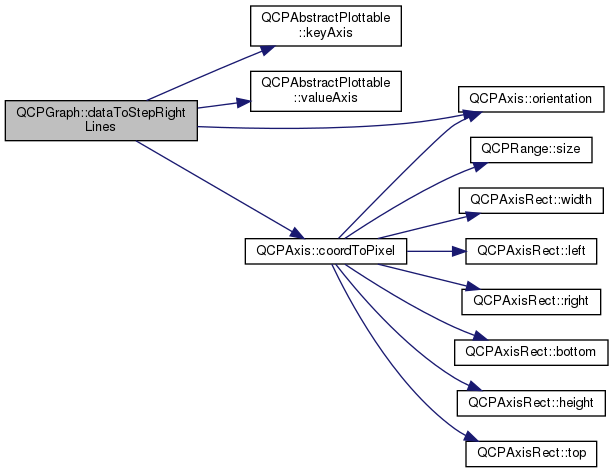 QCPGraph::dataToStepRight
Lines
QCPAbstractPlottable
::keyAxis
QCPAbstractPlottable
::valueAxis
QCPAxis::coordToPixel
QCPAxis::orientation
QCPRange::size
QCPAxisRect::width
QCPAxisRect::left
QCPAxisRect::right
QCPAxisRect::bottom
QCPAxisRect::height
QCPAxisRect::top